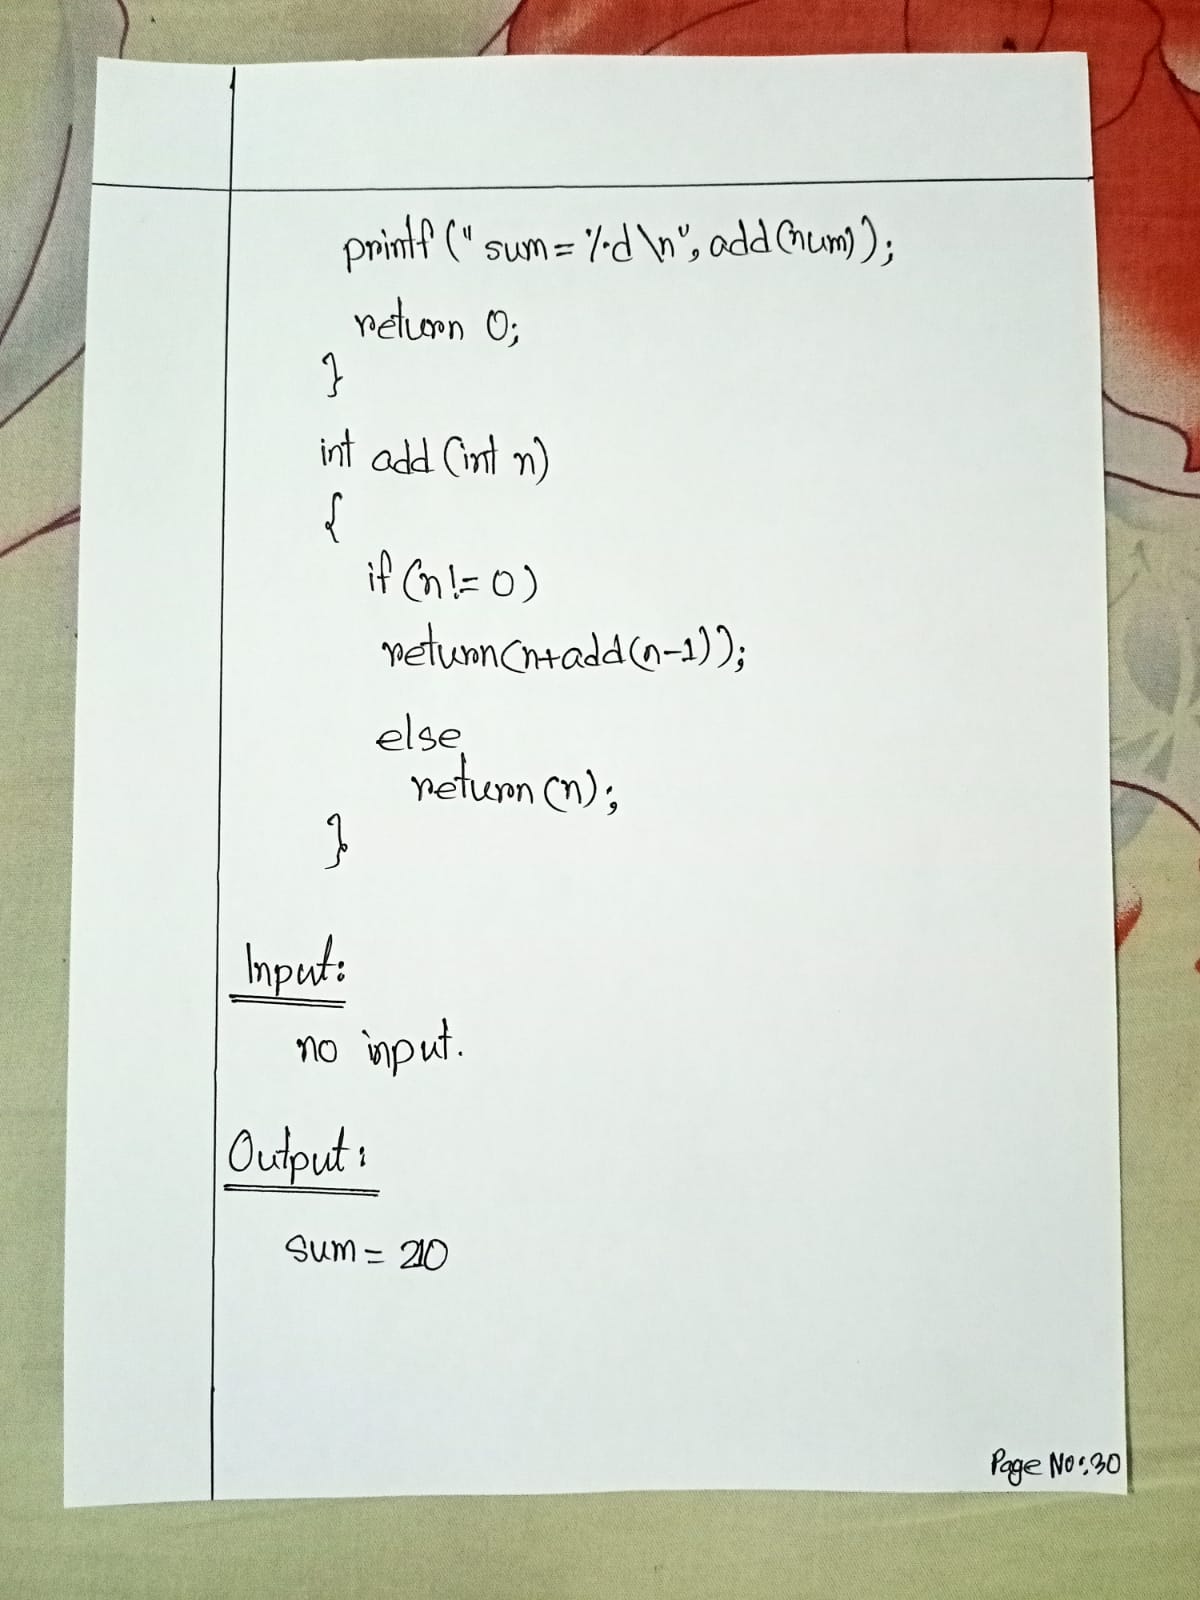 printf ("sum = %d \n", add (num));
return 0;
}
int add (int n)
{
if (n != 0)
return(n+add(n-1));
else
return (n);
}
Input:
no input.
Output:
sum = 210
Page No: 30